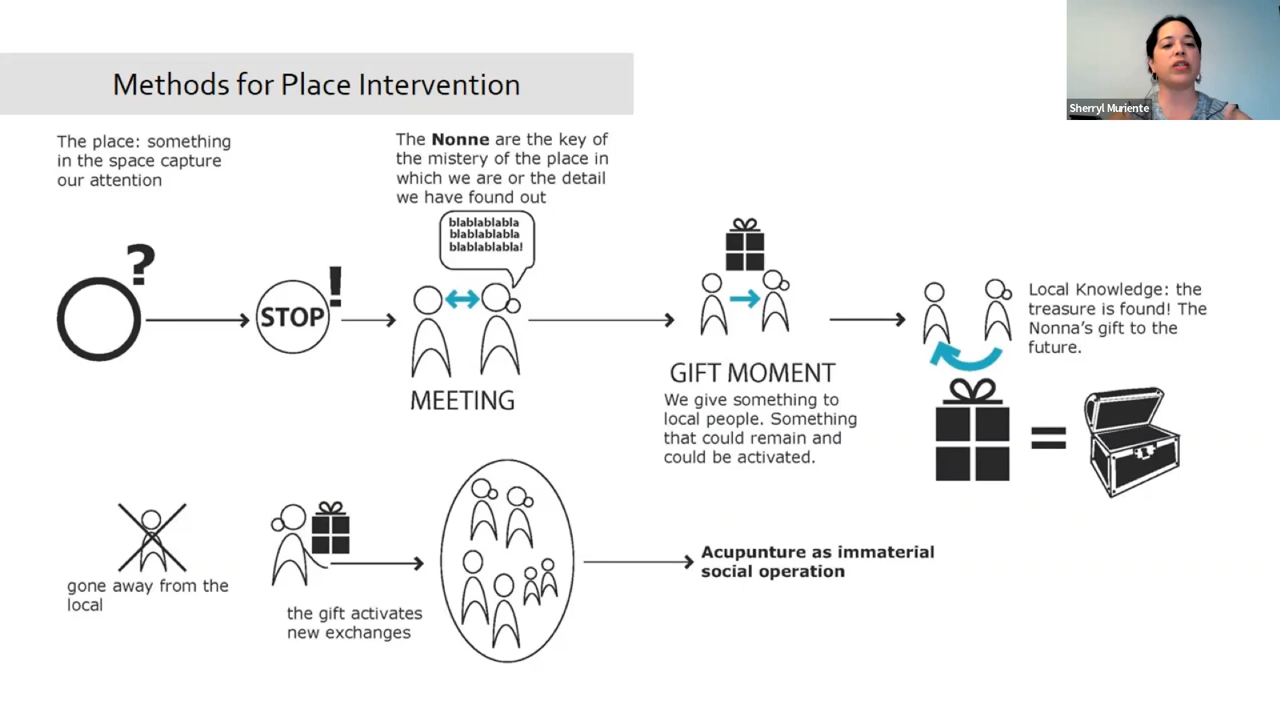 Methods for Place Intervention
Sherryl Muriente
The place: something
in the space capture
our attention
?
STOP
!
The Nonne are the key of
the mistery of the place in
which we are or the detail
we have found out
blablablabla
blablablabla
blablablabla!
MEETING
GIFT MOMENT
We give something to
local people. Something
that could remain and
could be activated.
Local Knowledge: the
treasure is found! The
Nonna's gift to the
future.
=
gone away from the
local
the gift activates
new exchanges
Acupunture as immaterial
social operation